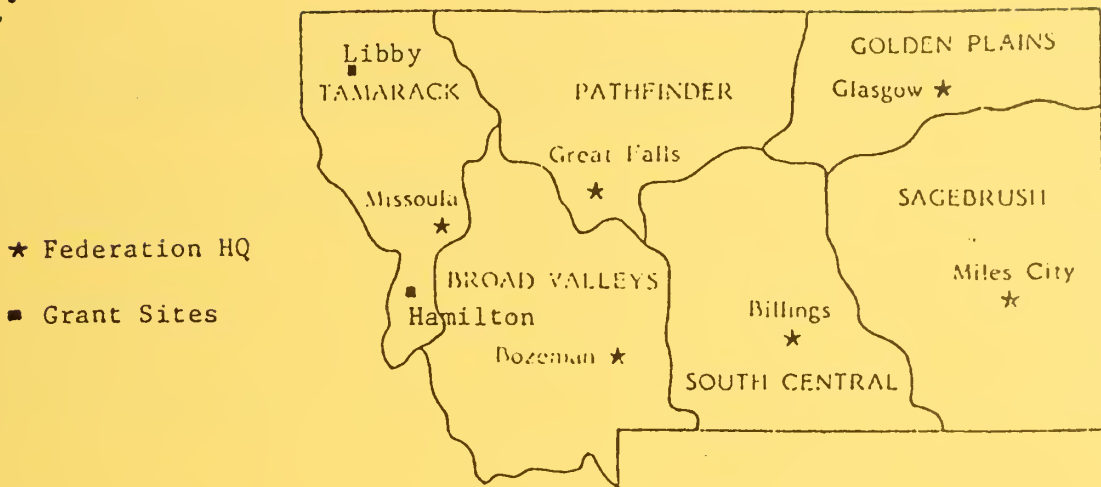 Libby
TAMARACK
PATHFINDER
GOLDEN PLAINS
Glasgow ★
Great Falls
★
Missoula
★
SAGEBRUSH
★ Federation HQ
BROAD VALLEYS
Miles City
★
■ Grant Sites
Hamilton
Billings
★
Bozeman ★
SOUTH CENTRAL